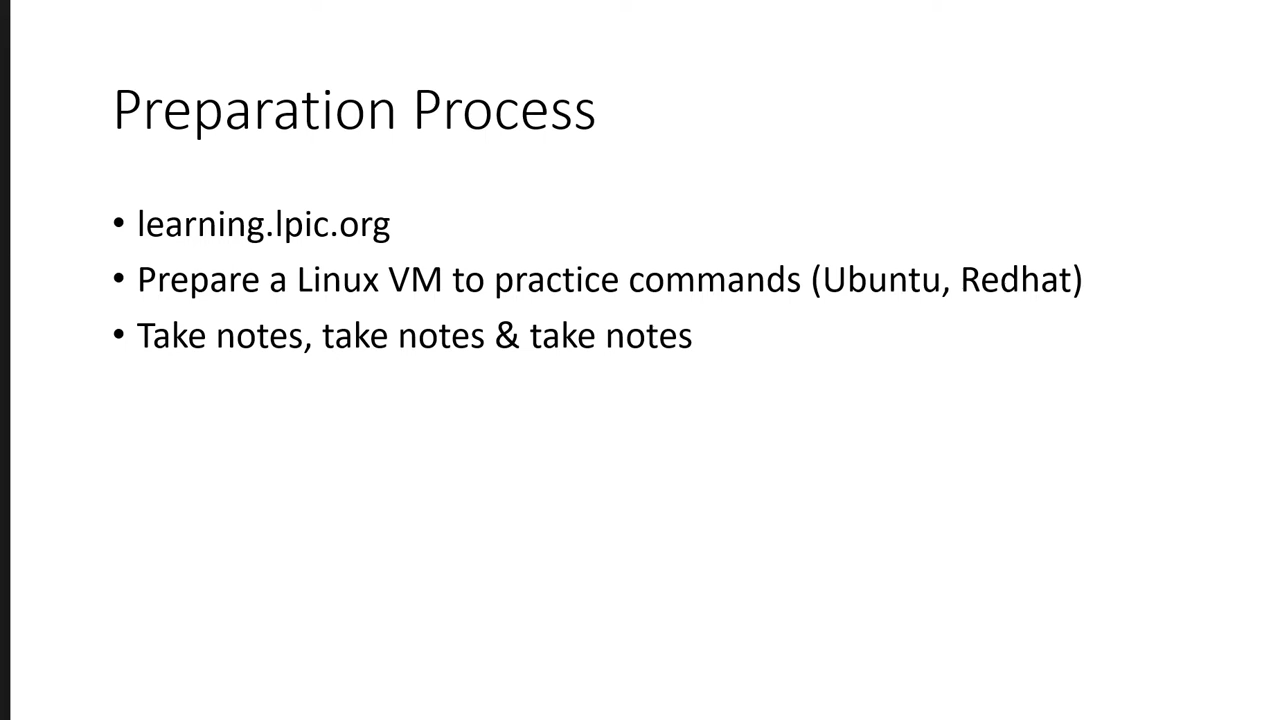 Preparation Process
• learning.lpic.org
• Prepare a Linux VM to practice commands (Ubuntu, Redhat)
• Take notes, take notes & take notes